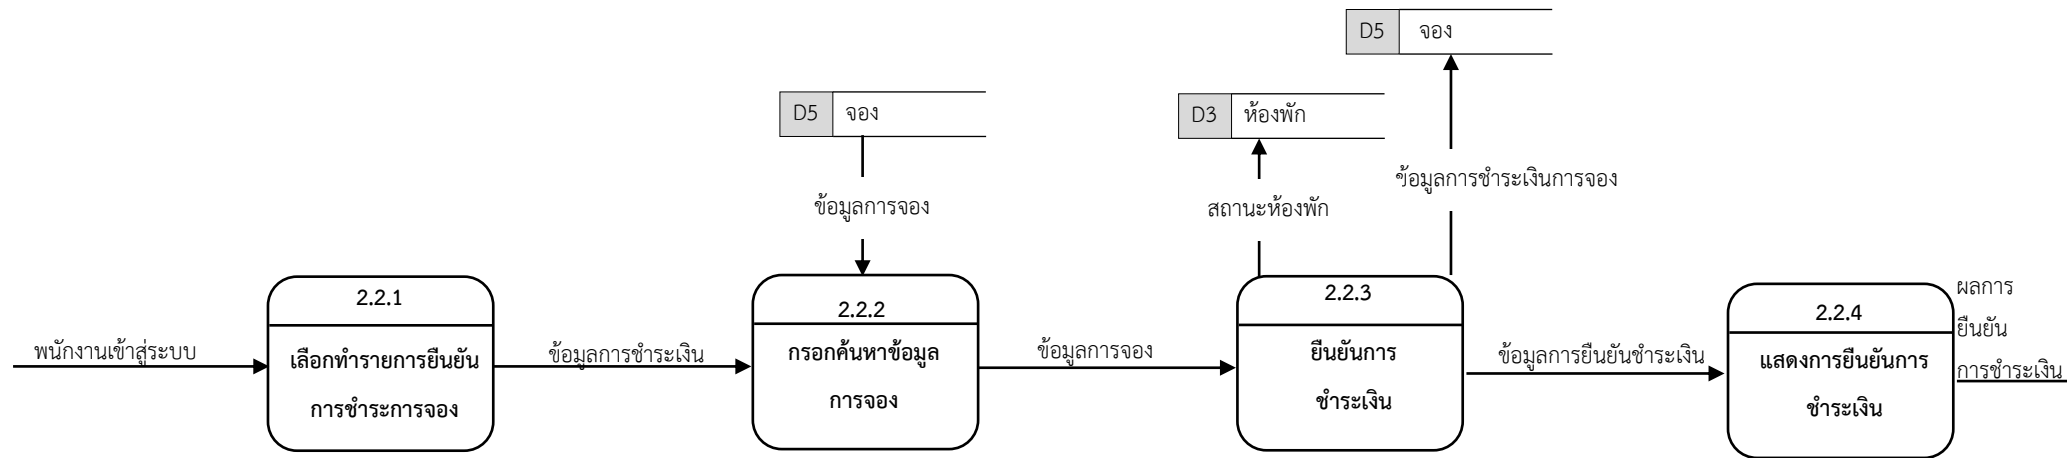 D5 จอง
D5 จอง
D3 ห้องพัก
ข้อมูลการชำระเงินการจอง
ข้อมูลการจอง
สถานะห้องพัก
พนักงานเข้าสู่ระบบ
2.2.1
เลือกทำรายการยืนยัน
การชำระการจอง
ข้อมูลการชำระเงิน
2.2.2
กรอกค้นหาข้อมูล
การจอง
ข้อมูลการจอง
2.2.3
ยืนยันการ
ชำระเงิน
ข้อมูลการยืนยันชำระเงิน
2.2.4
แสดงการยืนยันการ
ชำระเงิน
ผลการ
ยืนยัน
การชำระเงิน